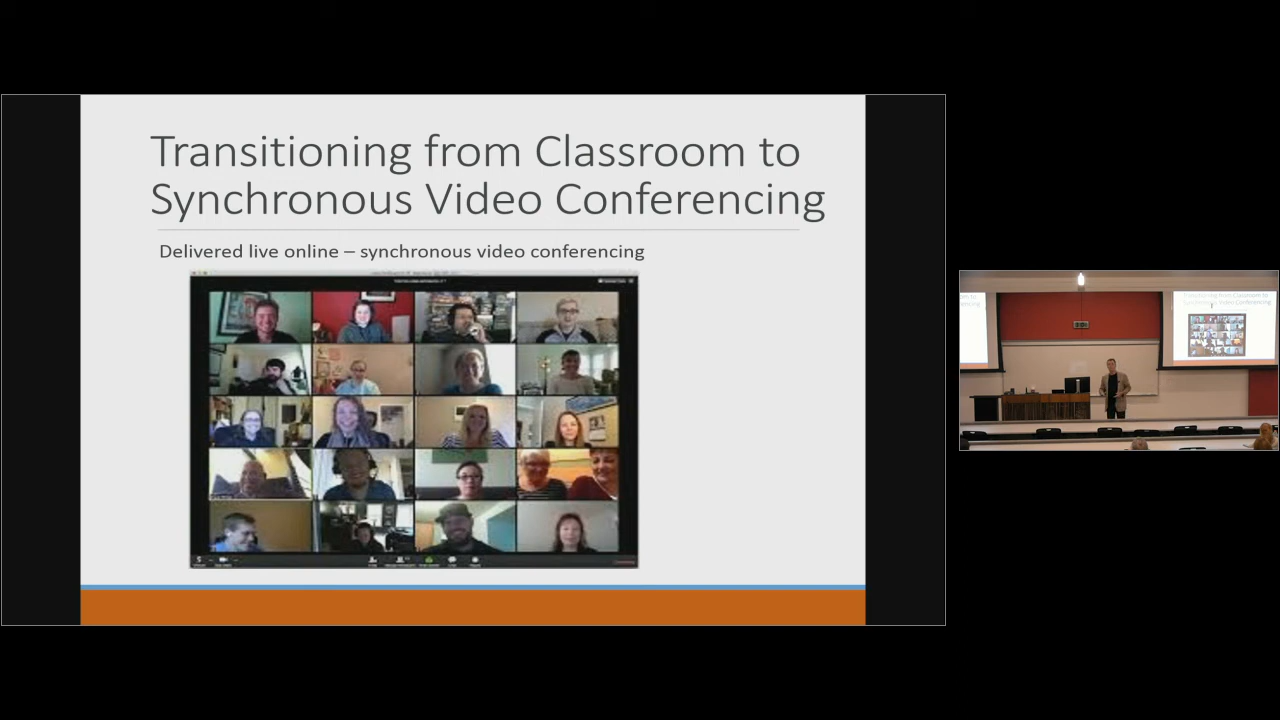 Transitioning from Classroom to
Synchronous Video Conferencing
Delivered live online – synchronous video conferencing